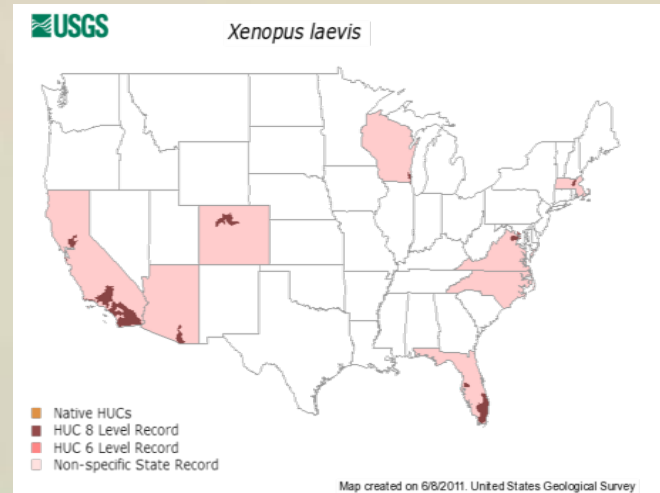 USGS
Xenopus laevis
Native HUCs
HUC 8 Level Record
HUC 6 Level Record
Non-specific State Record
Map created on 6/8/2011. United States Geological Survey